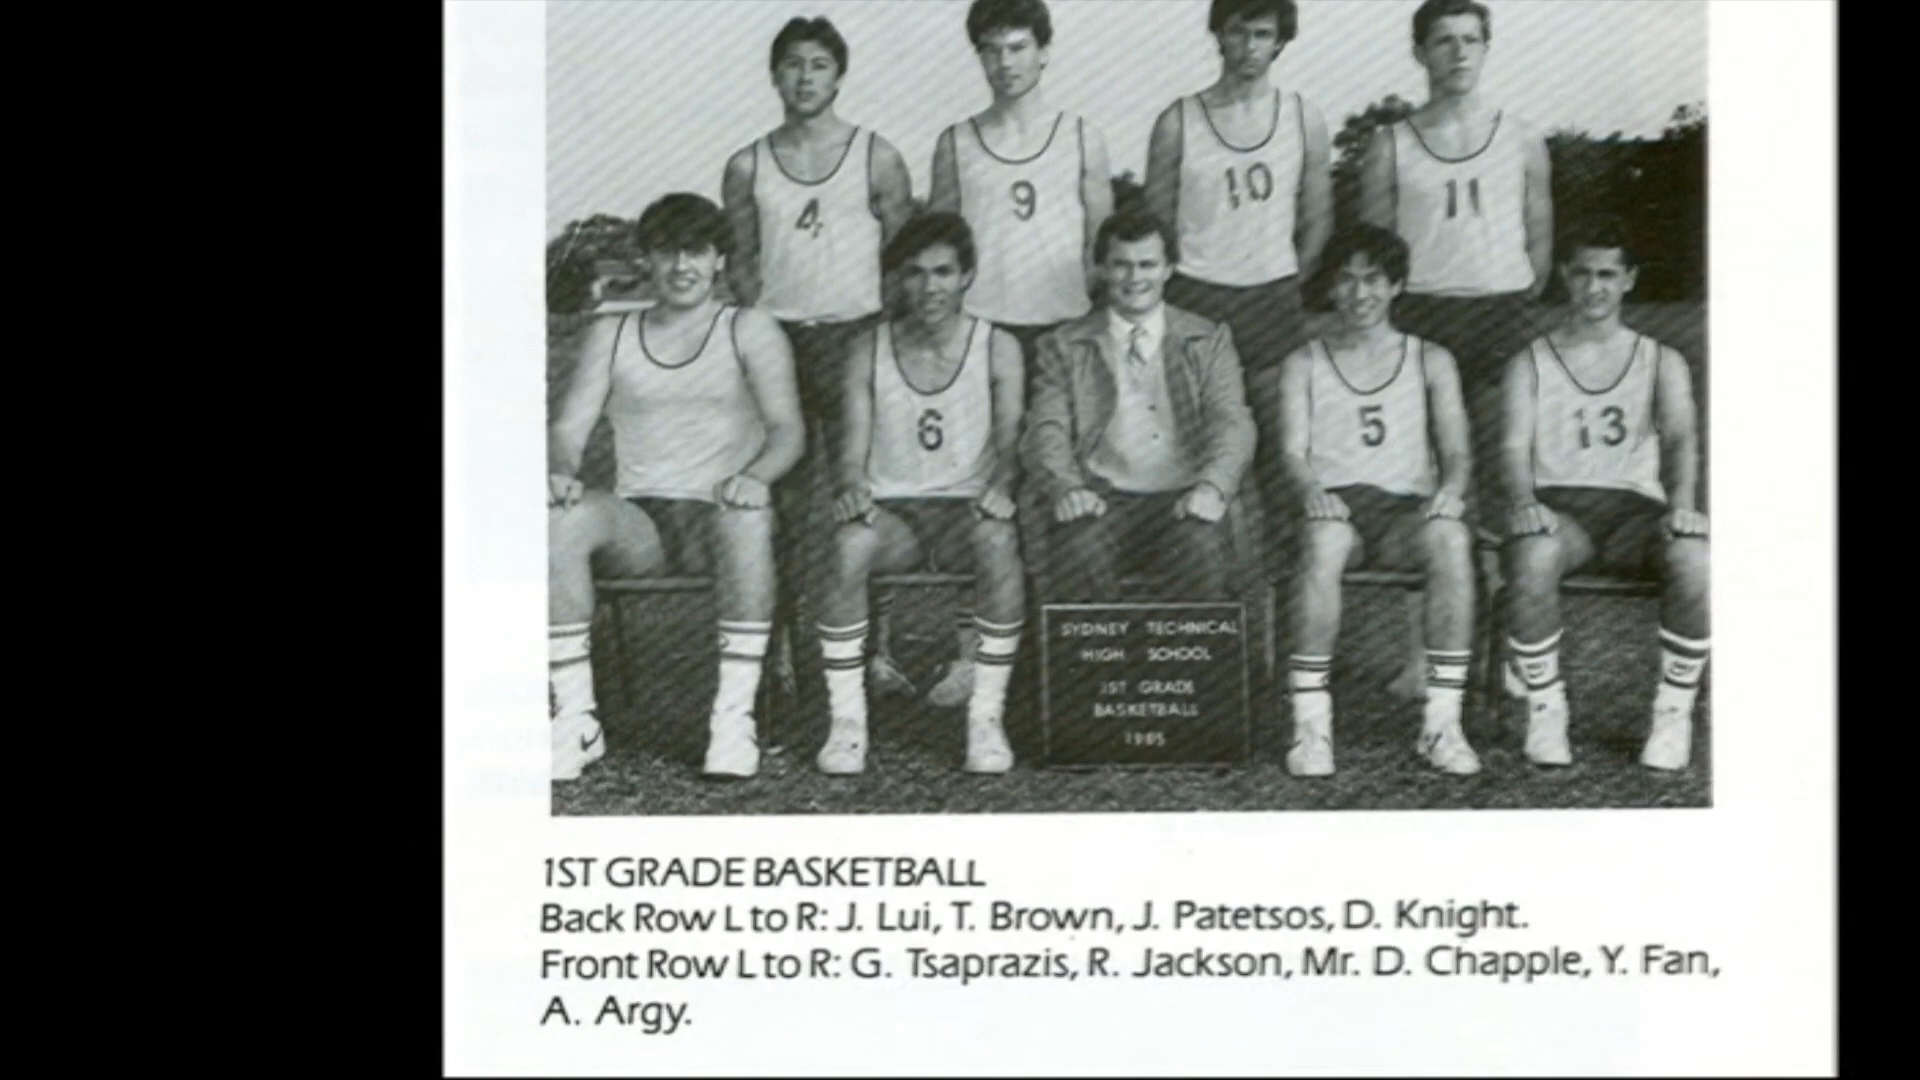 4
9
10
11
6
5
13
SYDNEY TECHNICAL
HIGH SCHOOL
1ST GRADE
BASKETBALL
1985
1ST GRADE BASKETBALL
Back Row L to R: J. Lui, T. Brown, J. Patetsos, D. Knight.
Front Row L to R: G. Tsaprazis, R. Jackson, Mr. D. Chapple, Y. Fan,
A. Argy.